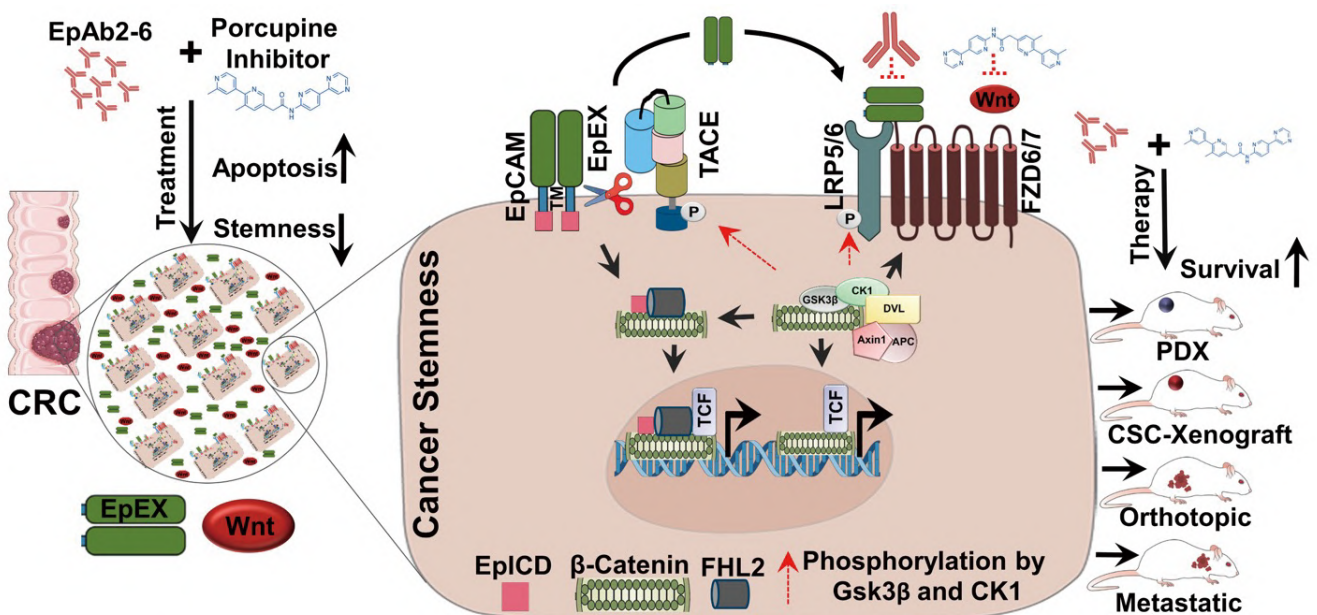 EpAb2-6
+
Porcupine
Inhibitor
Treatment
Apoptosis
Stemness
CRC
Wnt
EpEX
Wnt
Cancer Stemness
EpCAM
TM
EpEX
TACE
P
LRP5/6
P
Wnt
FZD6/7
GSK3β
CK1
DVL
Axin1
APC
TCF
TCF
EpICD
β-Catenin
FHL2
Phosphorylation by
Gsk3β and CK1
+
Therapy
Survival
PDX
CSC-Xenograft
Orthotopic
Metastatic